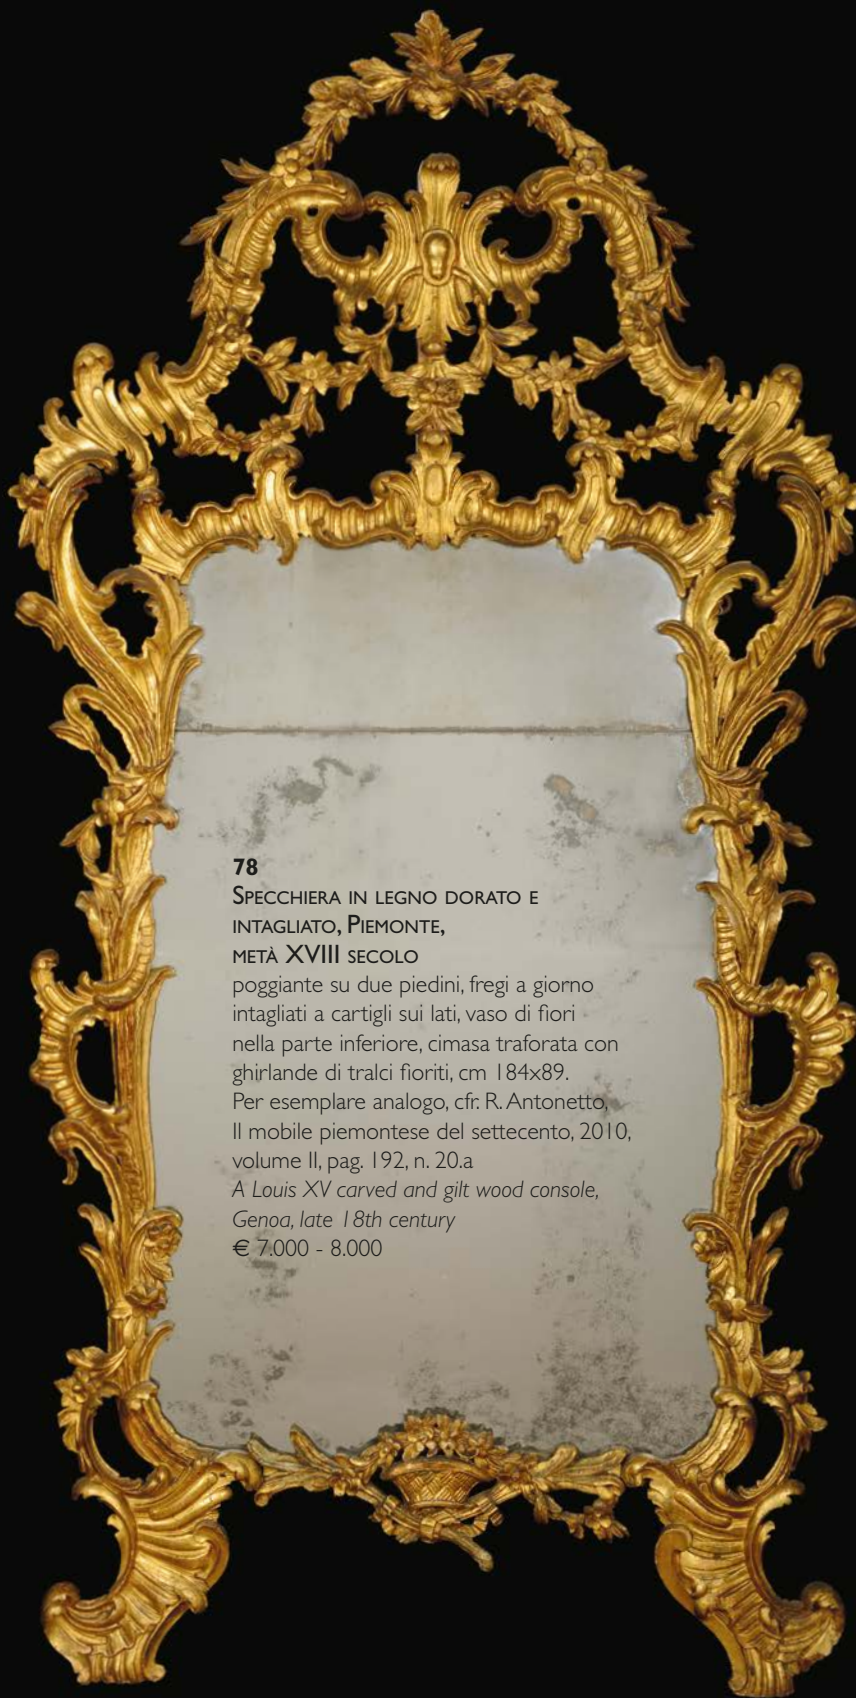 78
SPECCHIERA IN LEGNO DORATO E
INTAGLIATO, PIEMONTE,
METÀ XVIII SECOLO
poggiante su due piedini, fregi a giorno
intagliati a cartigli sui lati, vaso di fiori
nella parte inferiore, cimasa traforata con
ghirlande di tralci fioriti, cm 184x89.
Per esemplare analogo, cfr. R. Antonetto,
Il mobile piemontese del settecento, 2010,
volume II, pag. 192, n. 20.a
A Louis XV carved and gilt wood console,
Genoa, late 18th century
€ 7.000 - 8.000